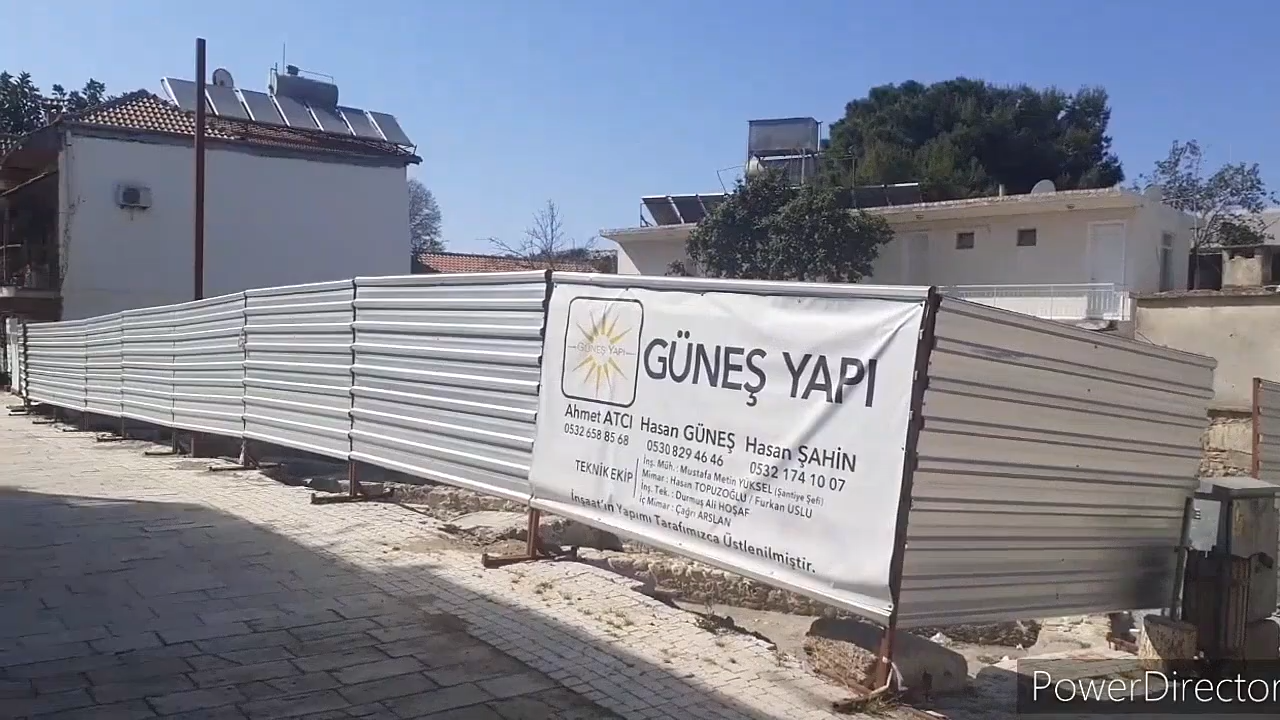 GÜNEŞ YAPI
GÜNEŞ YAPI
Ahmet ATCI
0532 658 85 68
Hasan GÜNEŞ
0530 829 46 46
Hasan ŞAHİN
0532 174 10 07
TEKNİK EKİP
İnş. Müh. : Mustafa Metin YÜKSEL (Şantiye Şefi)
Mimar : Hasan TOPUZOĞLU / Furkan USLU
İnş. Tek. : Durmuş Ali HOŞAF
İç Mimar : Çağrı ARSLAN
İnşaat'ın Yapımı Tarafımızca Üstlenilmiştir.
PowerDirector